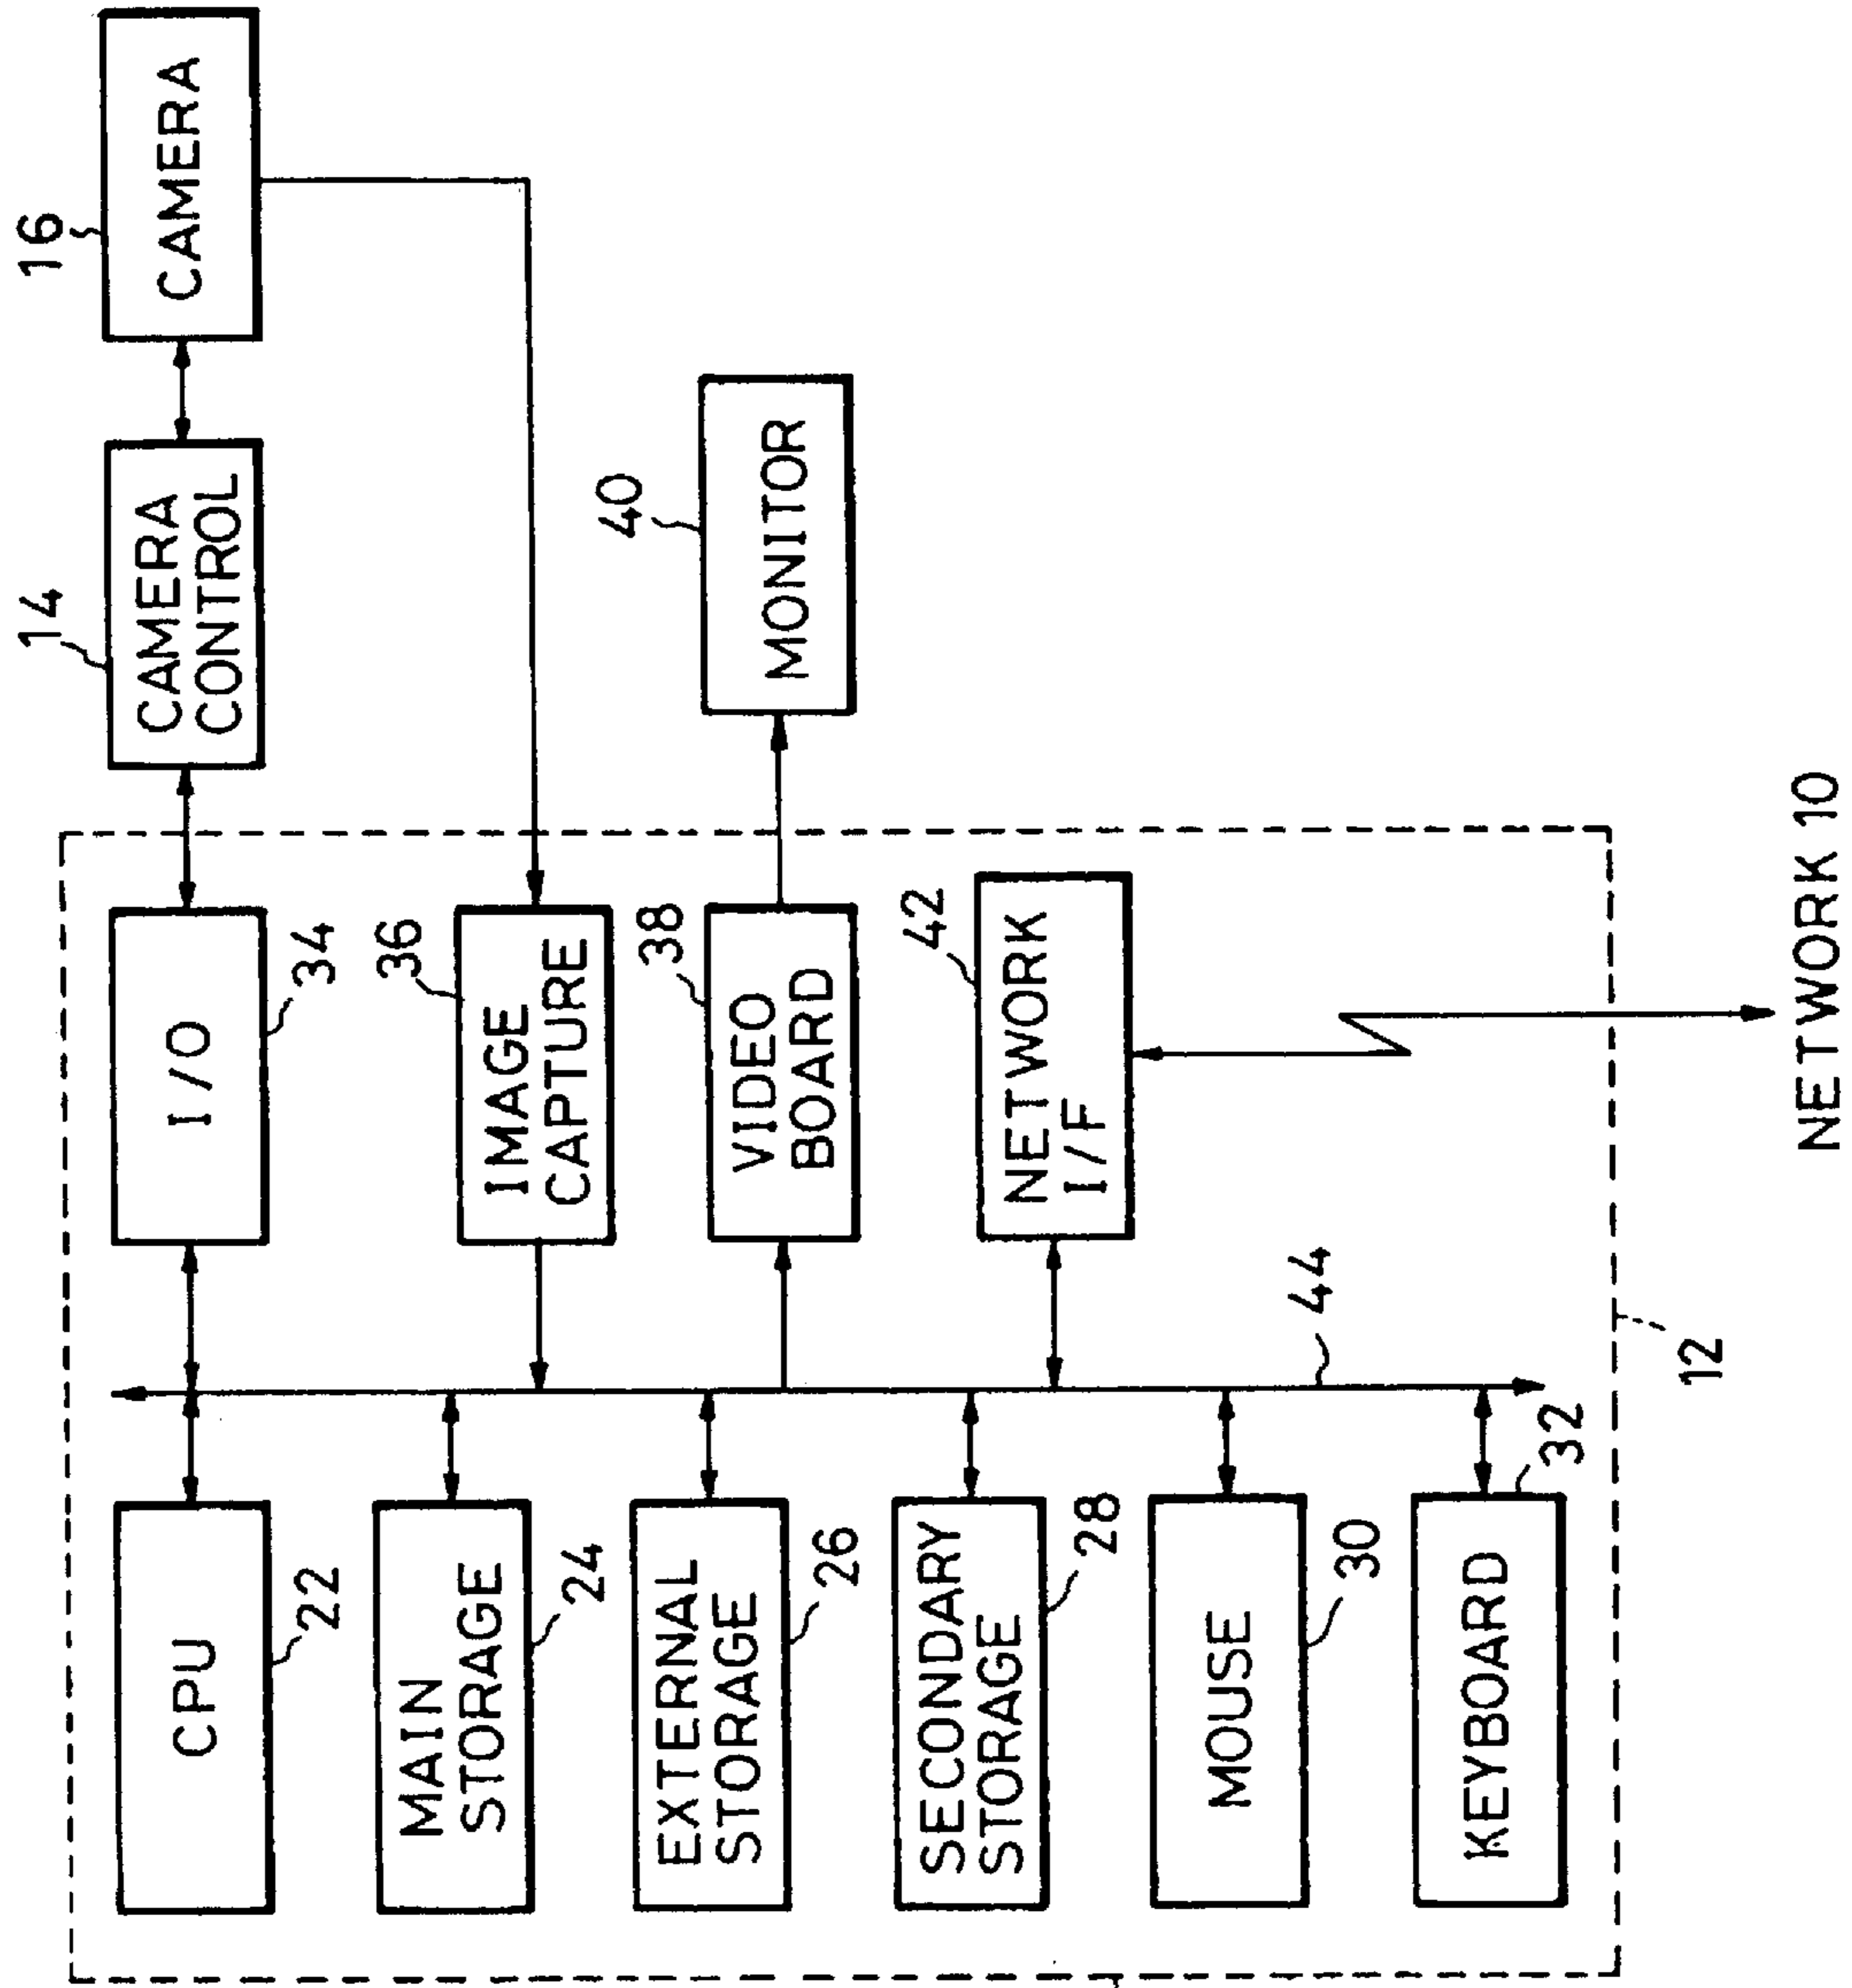 16
CAMERA
14
CAMERA
CONTROL
40
MONITOR
I/O
34
36
IMAGE
CAPTURE
38
VIDEO
BOARD
42
NETWORK
I/F
NETWORK 10
44
12
CPU
22
MAIN
STORAGE
24
EXTERNAL
STORAGE
26
SECONDARY
STORAGE
28
MOUSE
30
KEYBOARD
32